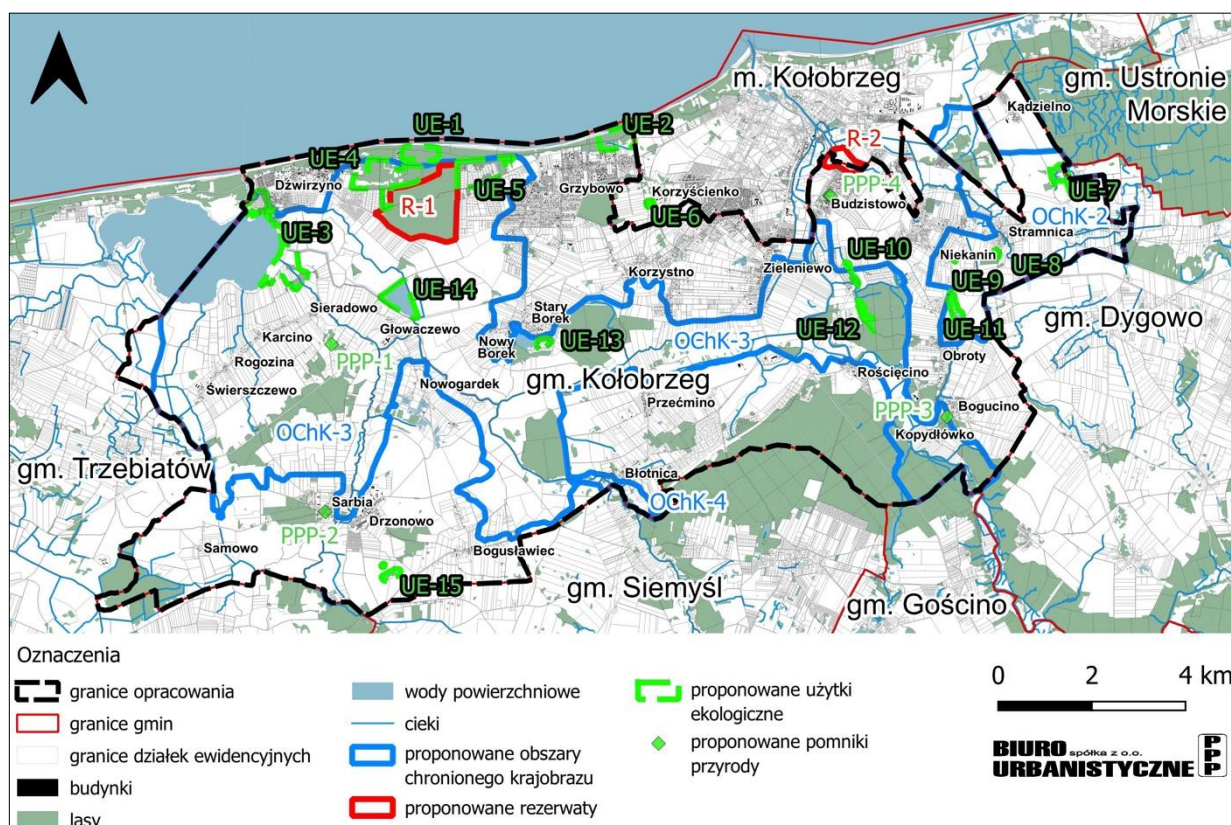 m. Kołobrzeg
gm. Ustronie
Morskie
Kądzielno
UE-1
UE-2
UE-4
R-2
Dźwirzyno
UE-5
Grzybowo
Korzyścienko
PPP-4
UE-7
R-1
Budzistowo
OChK-2
UE-6
Stramnica
UE-3
UE-10
Niekanin
UE-8
Korzystno
Zieleniewo
UE-9
UE-14
Sieradowo
Stary
Borek
Głowaczewo
UE-12
UE-11
gm. Dygowo
Karcino
UE-13
OChK-3
Nowy
Borek
Obroty
PPP-1
Rogozina
Rościęcino
Świerszczewo
Nowogardek
gm. Kołobrzeg
Przećmino
PPP-3
Bogucino
OChK-3
Kopydłówko
gm. Trzebiatów
Błotnica
Sarbia
OChK-4
PPP-2
Drzonowo
Samowo
Bogusławiec
UE-15
gm. Siemyśl
gm. Gościno
Oznaczenia
granice opracowania
granice gmin
granice działek ewidencyjnych
budynki
lasy
wody powierzchniowe
cieki
proponowane obszary
chronionego krajobrazu
proponowane rezerwaty
proponowane użytki
ekologiczne
proponowane pomniki
przyrody
0 2 4 km
BIURO spółka z o.o.
URBANISTYCZNE
PPP